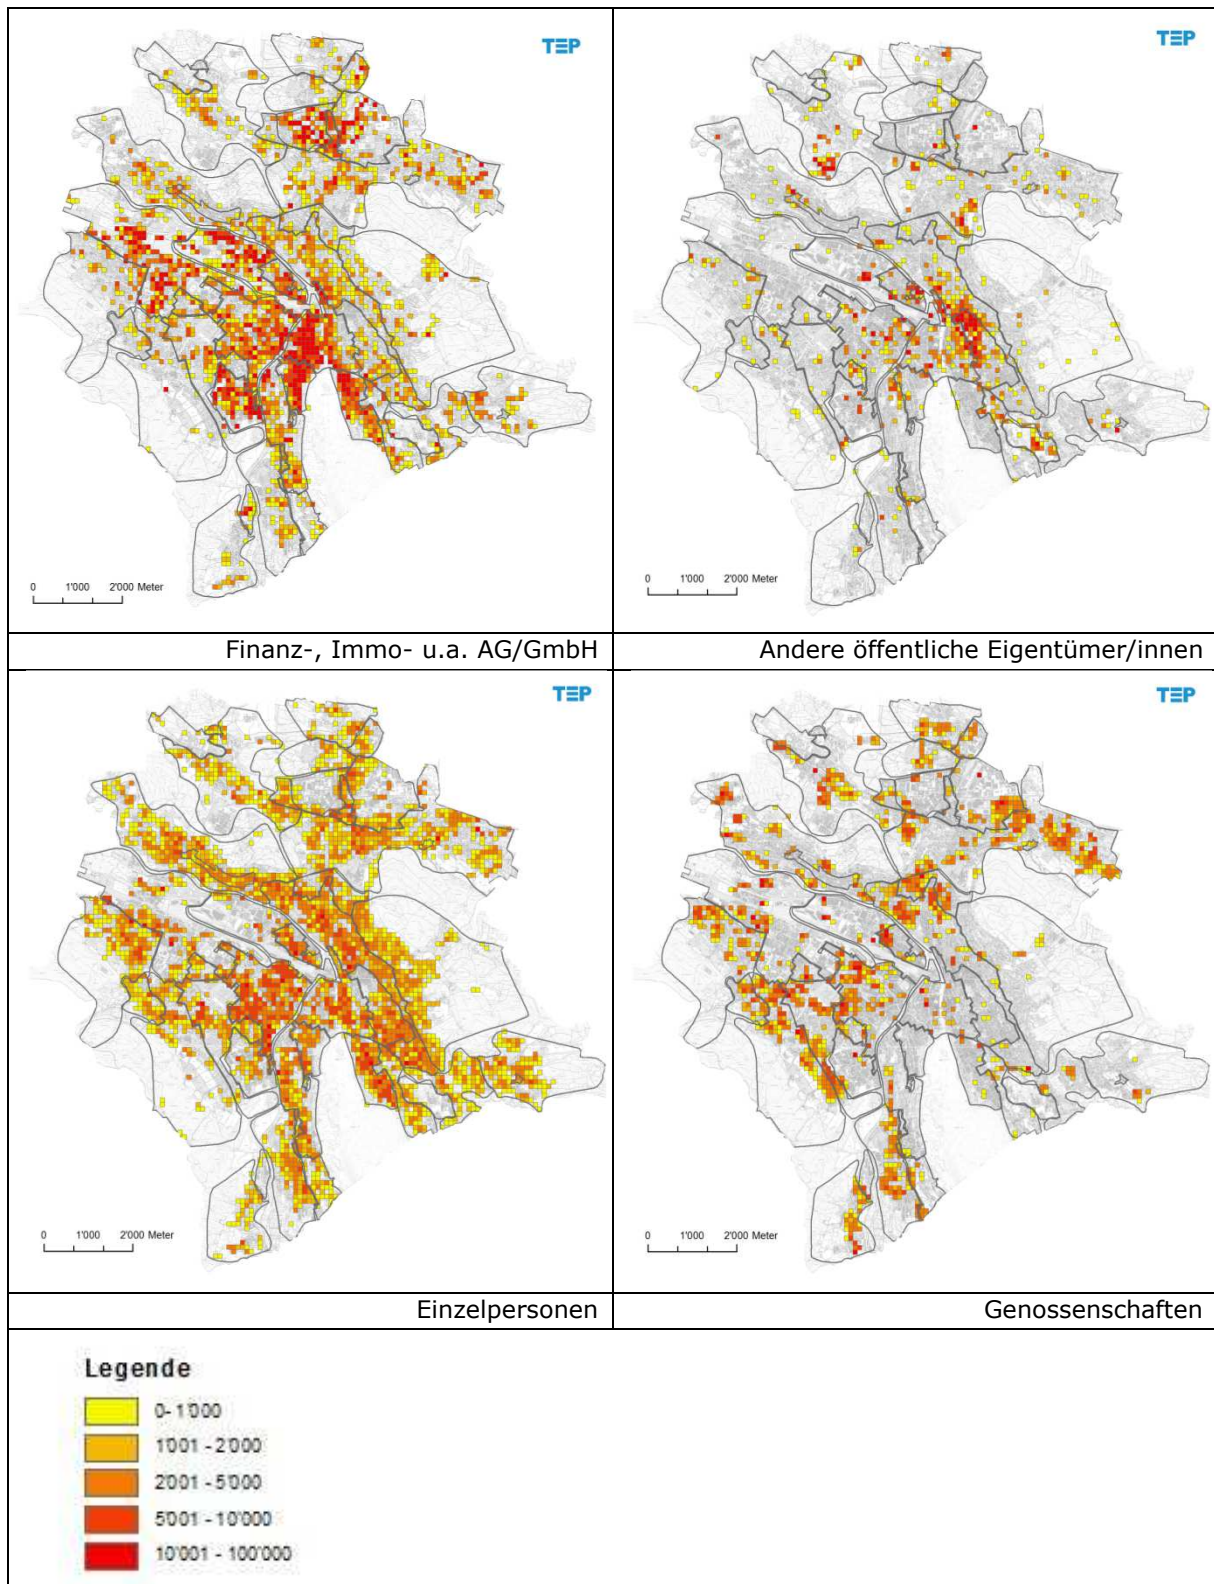 TEP
TEP
0 1'000 2'000 Meter
0 1'000 2'000 Meter
Finanz-, Immo- u.a. AG/GmbH
Andere öffentliche Eigentümer/innen
TEP
TEP
0 1'000 2'000 Meter
0 1'000 2'000 Meter
Einzelpersonen
Genossenschaften
Legende
0- 1'000
1'001 - 2'000
2'001 - 5'000
5'001 - 10'000
10'001 - 100'000